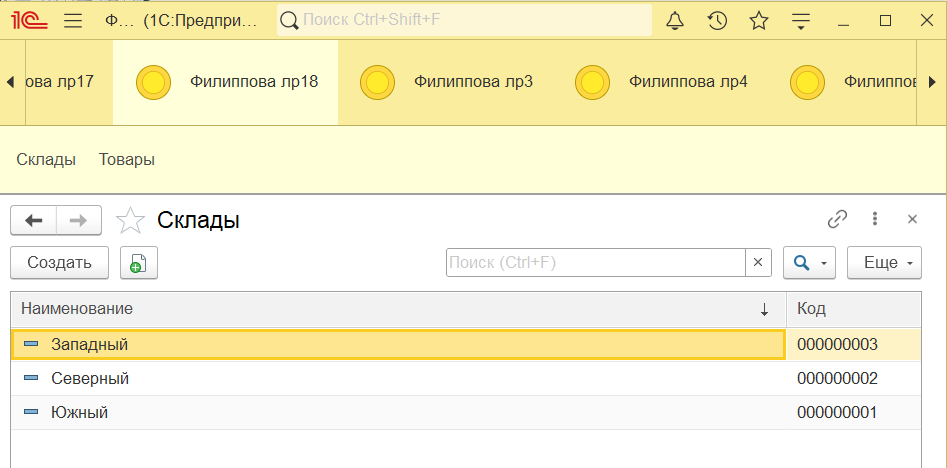 1С Ф... (1С:Предпри... Поиск Ctrl+Shift+F
ова лр17 Филиппова лр18 Филиппова лр3 Филиппова лр4 Филиппов
Склады Товары
Склады
Создать Поиск (Ctrl+F) × Еще
Наименование ↓ Код
Западный 000000003
Северный 000000002
Южный 000000001